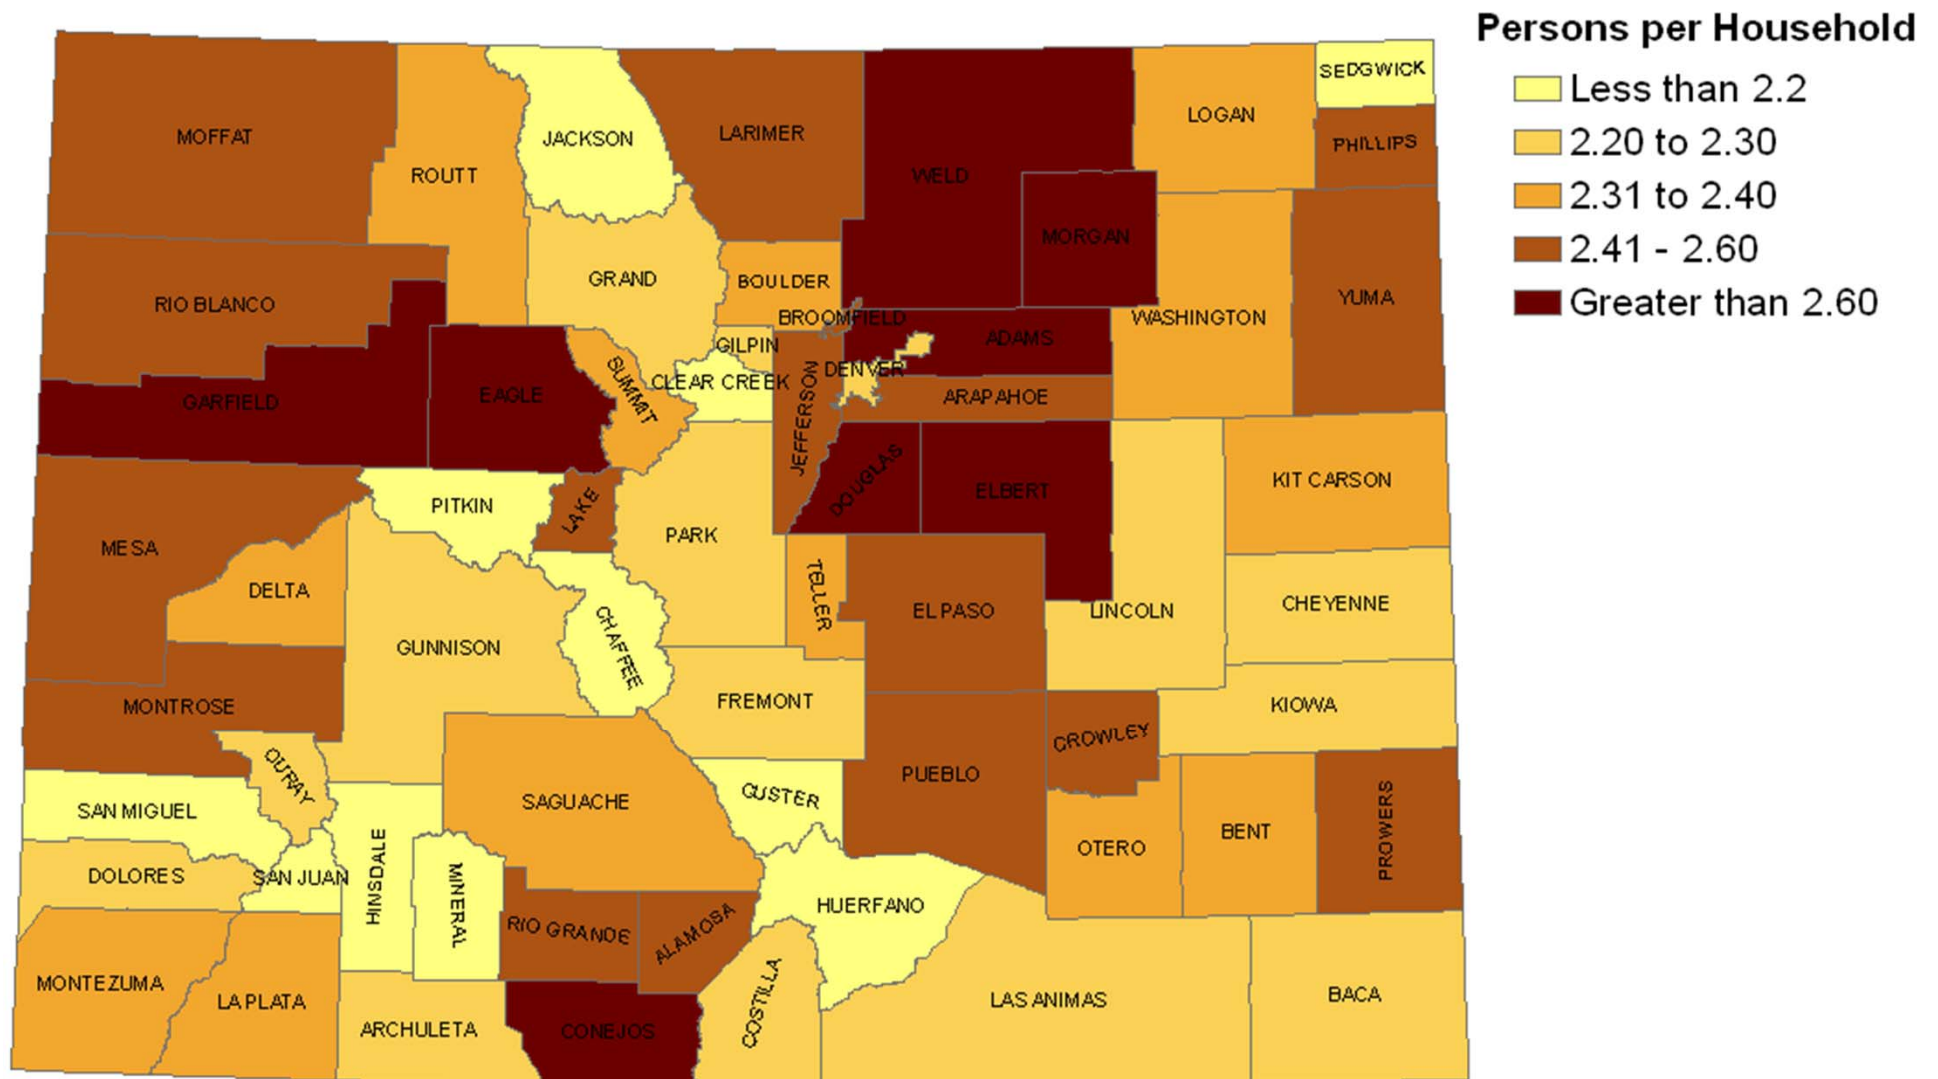 Persons per Household
Less than 2.2
2.20 to 2.30
2.31 to 2.40
2.41 - 2.60
Greater than 2.60
SEDGWICK
LOGAN
MOFFAT
JACKSON
LARIMER
PHILLIPS
ROUTT
WELD
MORGAN
GRAND
BOULDER
RIO BLANCO
YUMA
BROOMFIELD
WASHINGTON
ADAMS
GILPIN
DENVER
CLEAR CREEK
SUMMIT
EAGLE
GARFIELD
ARAPAHOE
JEFFERSON
DOUGLAS
ELBERT
KIT CARSON
PITKIN
LAKE
PARK
MESA
DELTA
TELLER
EL PASO
LINCOLN
CHEYENNE
GUNNISON
CHAFFEE
FREMONT
MONTROSE
KIOWA
CROWLEY
OURAY
PUEBLO
SAN MIGUEL
SAGUACHE
CUSTER
OTERO
BENT
PROWERS
DOLORES
SAN JUAN
HINSDALE
MINERAL
RIO GRANDE
ALAMOSA
HUERFANO
MONTEZUMA
LA PLATA
ARCHULETA
CONEJOS
COSTILLA
LAS ANIMAS
BACA